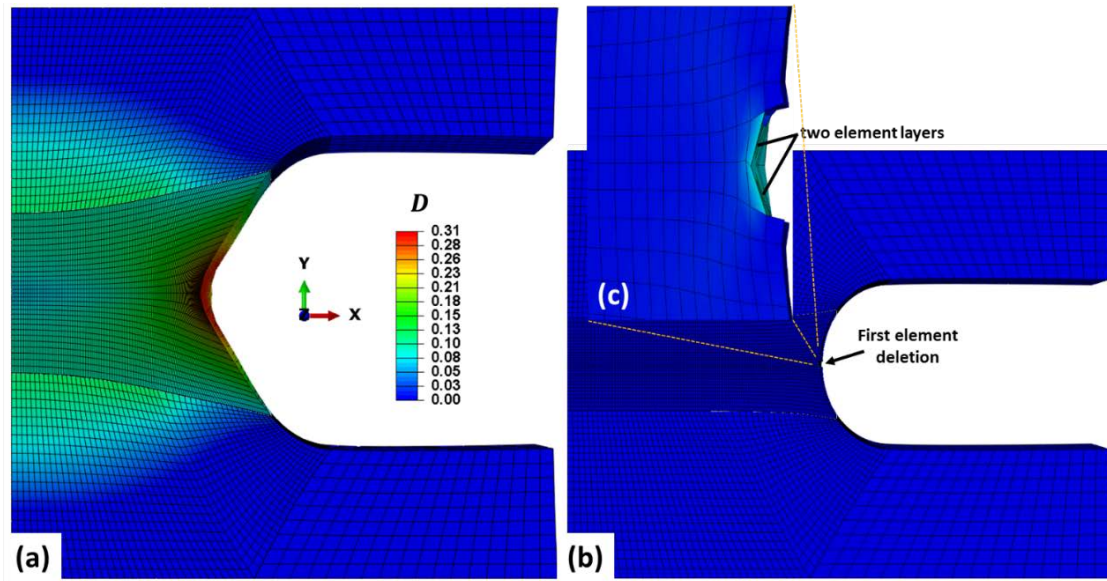 D
0.31
0.28
0.26
0.23
0.21
0.18
0.15
0.13
0.10
0.08
0.05
0.03
0.00
Y
X
(a)
two element layers
(c)
First element
deletion
(b)